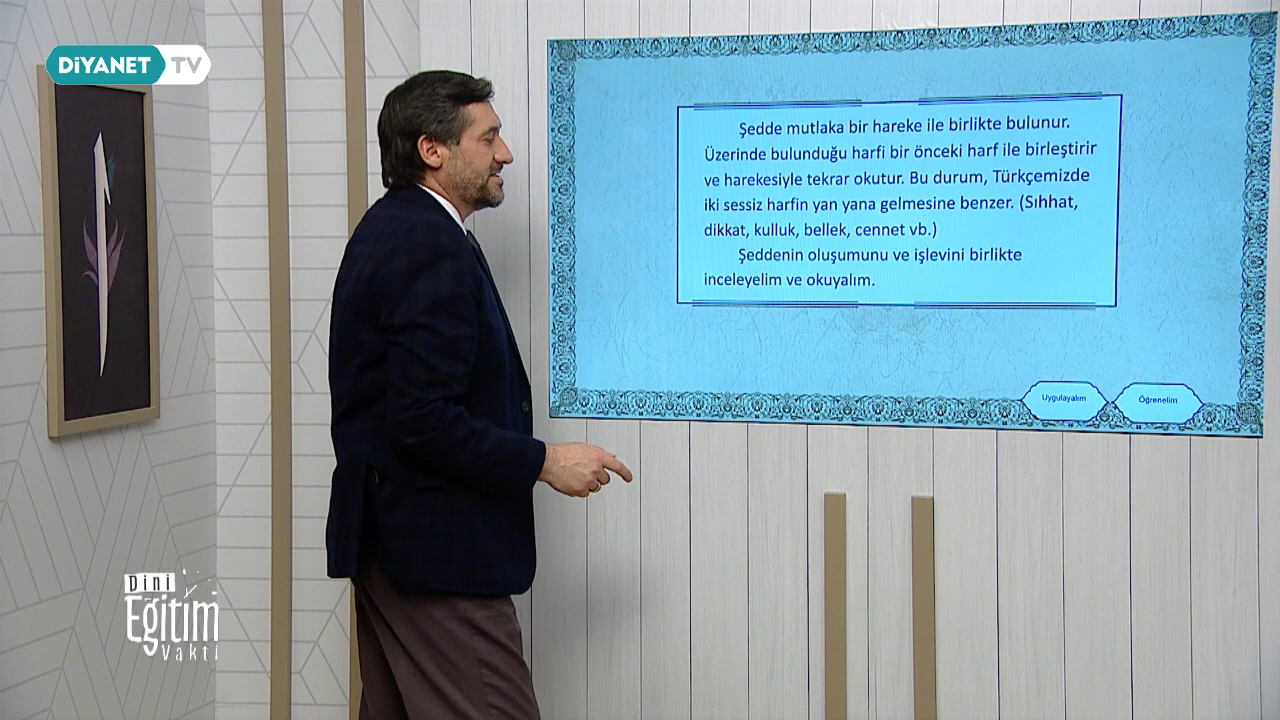 DİYANET TV
Şedde mutlaka bir hareke ile birlikte bulunur.
Üzerinde bulunduğu harfi bir önceki harf ile birleştirir
ve harekesiyle tekrar okutur. Bu durum, Türkçemizde
iki sessiz harfin yan yana gelmesine benzer. (Sıhhat,
dikkat, kulluk, bellek, cennet vb.)
Şeddenin oluşumunu ve işlevini birlikte
inceleyelim ve okuyalım.
Uygulayalım
Öğrenelim
Dini
Eğitim
Vakti